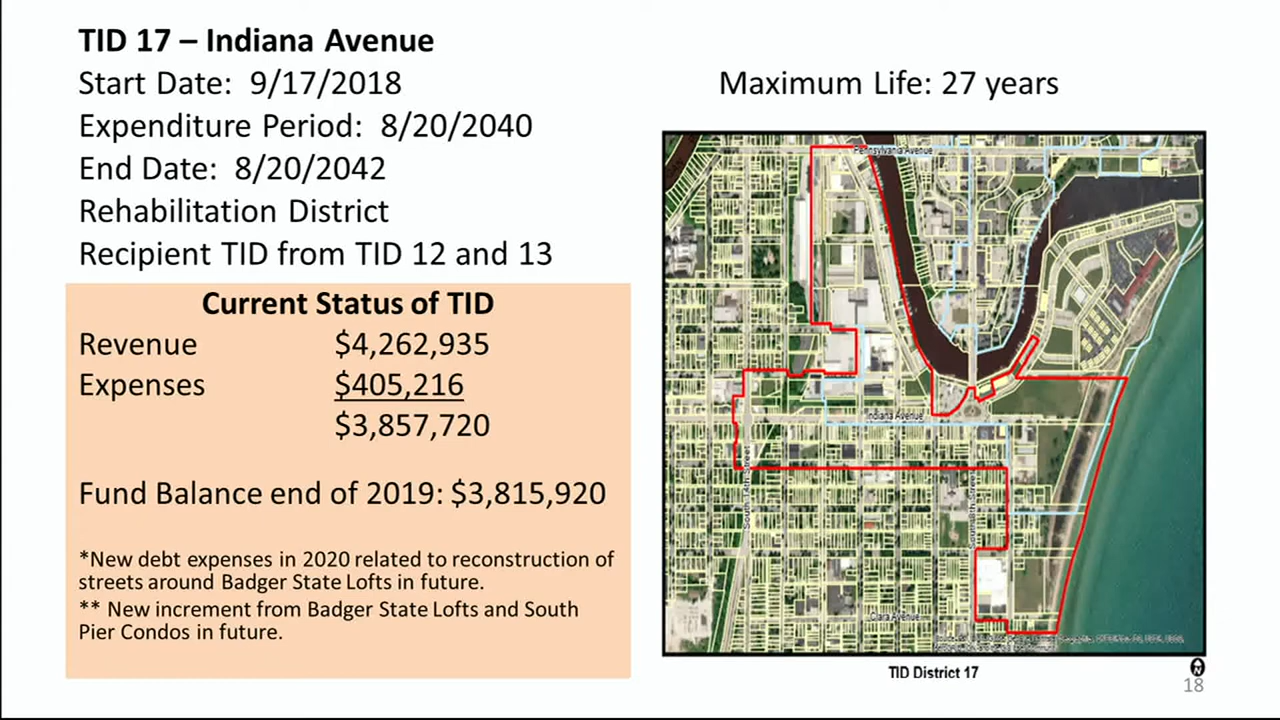 TID 17 – Indiana Avenue
Start Date: 9/17/2018
Maximum Life: 27 years
Expenditure Period: 8/20/2040
End Date: 8/20/2042
Rehabilitation District
Recipient TID from TID 12 and 13
Current Status of TID
Revenue $4,262,935
Expenses $405,216
$3,857,720
Fund Balance end of 2019: $3,815,920
*New debt expenses in 2020 related to reconstruction of
streets around Badger State Lofts in future.
** New increment from Badger State Lofts and South
Pier Condos in future.
Pennsylvania Avenue
Indiana Avenue
South 14th Street
South 8th Street
Clara Avenue
TID District 17
N
18